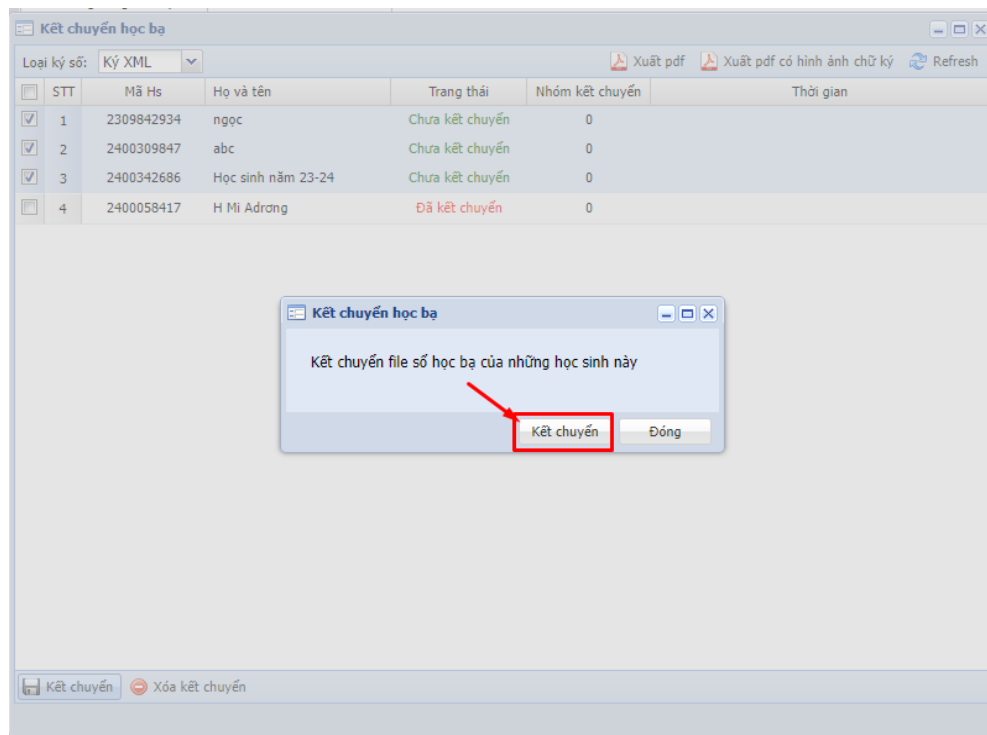 Kết chuyển học bạ
Loại ký số: Ký XML Xuất pdf Xuất pdf có hình ảnh chữ ký Refresh
STT Mã Hs Họ và tên Trang thái Nhóm kết chuyển Thời gian
1 2309842934 ngọc Chưa kết chuyển 0
2 2400309847 abc Chưa kết chuyển 0
3 2400342686 Học sinh năm 23-24 Chưa kết chuyển 0
4 2400058417 H Mi Adrơng Đã kết chuyển 0
Kết chuyển học bạ
Kết chuyển file sổ học bạ của những học sinh này
Kết chuyển Đóng
Kết chuyển Xóa kết chuyển